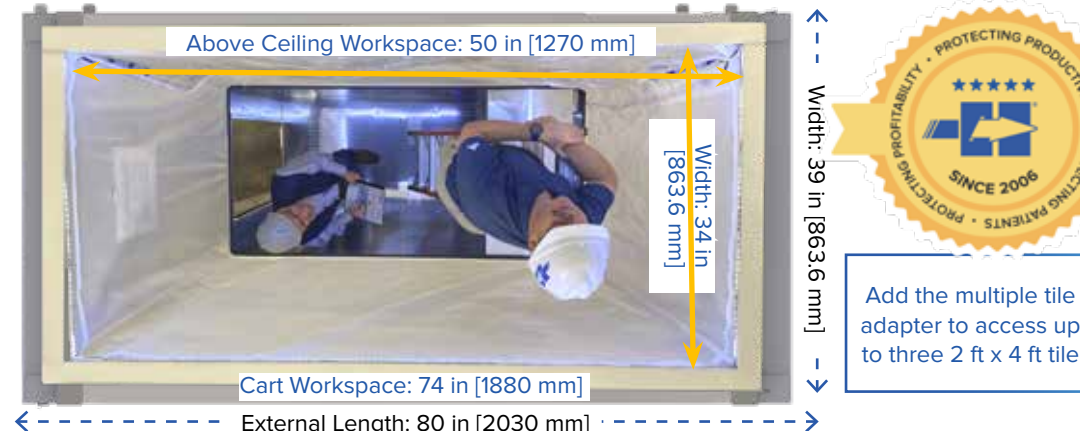 Above Ceiling Workspace: 50 in [1270 mm]
Width: 34 in
[863.6 mm]
Width: 39 in [863.6 mm]
Cart Workspace: 74 in [1880 mm]
External Length: 80 in [2030 mm]
PROTECTING PROFITABILITY • PROTECTING
PROTECTING PATIENTS •
SINCE 2006
Add the multiple tile
adapter to access up
to three 2 ft x 4 ft tile